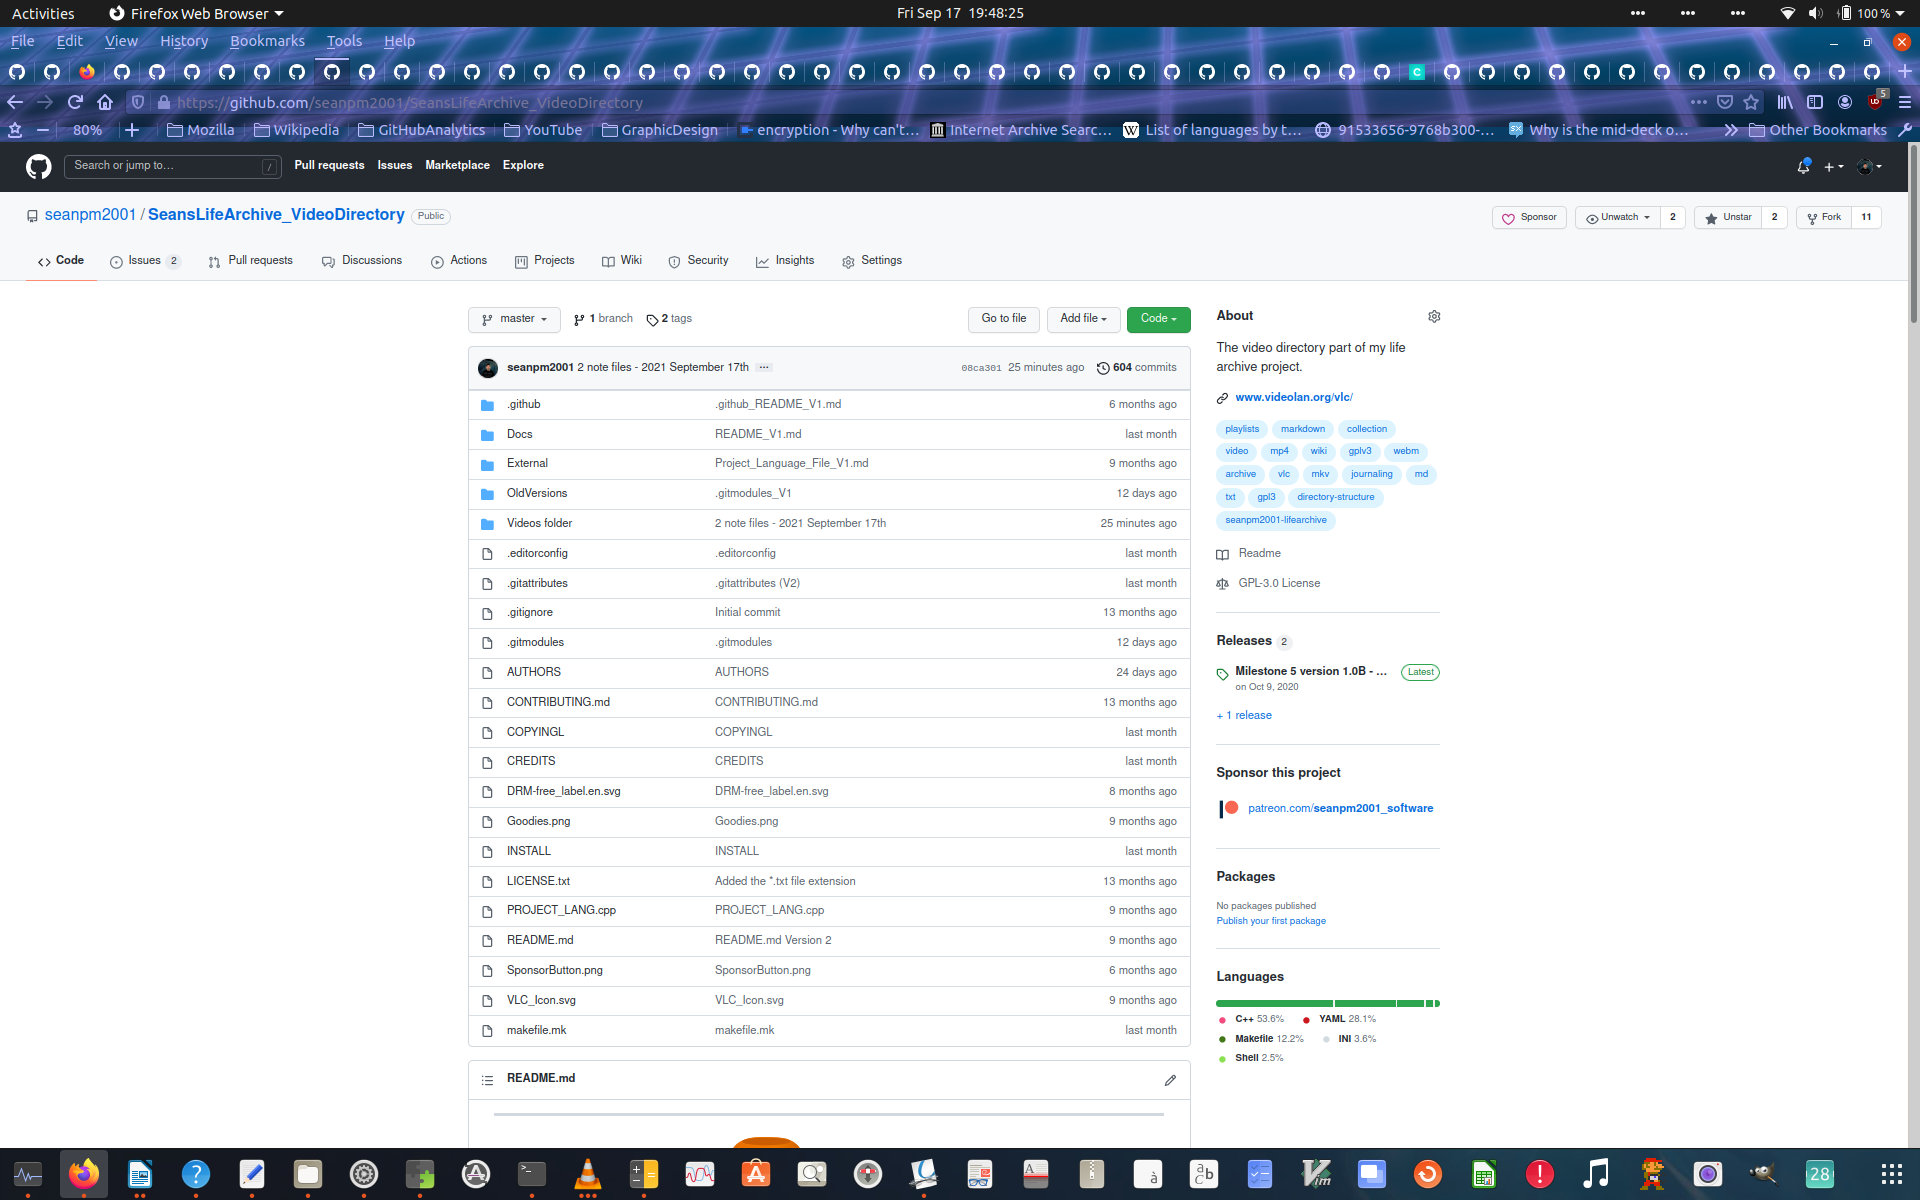 Activities Firefox Web Browser Fri Sep 17 19:48:25 100 %
File Edit View History Bookmarks Tools Help
https://github.com/seanpm2001/SeansLifeArchive_VideoDirectory 5
80% Mozilla Wikipedia GitHubAnalytics YouTube GraphicDesign encryption - Why can't… Internet Archive Searc… List of languages by t… 91533656-9768b300-… Why is the mid-deck o… Other Bookmarks
Search or jump to... / Pull requests Issues Marketplace Explore
seanpm2001 / SeansLifeArchive_VideoDirectory Public Sponsor Unwatch 2 Unstar 2 Fork 11
Code Issues 2 Pull requests Discussions Actions Projects Wiki Security Insights Settings
master 1 branch 2 tags Go to file Add file Code
seanpm2001 2 note files - 2021 September 17th ... 08ca301 25 minutes ago 604 commits
.github .github_README_V1.md 6 months ago
Docs README_V1.md last month
External Project_Language_File_V1.md 9 months ago
OldVersions .gitmodules_V1 12 days ago
Videos folder 2 note files - 2021 September 17th 25 minutes ago
.editorconfig .editorconfig last month
.gitattributes .gitattributes (V2) last month
.gitignore Initial commit 13 months ago
.gitmodules .gitmodules 12 days ago
AUTHORS AUTHORS 24 days ago
CONTRIBUTING.md CONTRIBUTING.md 13 months ago
COPYINGL COPYINGL last month
CREDITS CREDITS last month
DRM-free_label.en.svg DRM-free_label.en.svg 8 months ago
Goodies.png Goodies.png 9 months ago
INSTALL INSTALL last month
LICENSE.txt Added the *.txt file extension 13 months ago
PROJECT_LANG.cpp PROJECT_LANG.cpp 9 months ago
README.md README.md Version 2 9 months ago
SponsorButton.png SponsorButton.png 6 months ago
VLC_Icon.svg VLC_Icon.svg 9 months ago
makefile.mk makefile.mk last month
README.md
About
The video directory part of my life
archive project.
www.videolan.org/vlc/
playlists markdown collection
video mp4 wiki gplv3 webm
archive vlc mkv journaling md
txt gpl3 directory-structure
seanpm2001-lifearchive
Readme
GPL-3.0 License
Releases 2
Milestone 5 version 1.0B - ... Latest
on Oct 9, 2020
+ 1 release
Sponsor this project
patreon.com/seanpm2001_software
Packages
No packages published
Publish your first package
Languages
C++ 53.6% YAML 28.1%
Makefile 12.2% INI 3.6%
Shell 2.5%
28